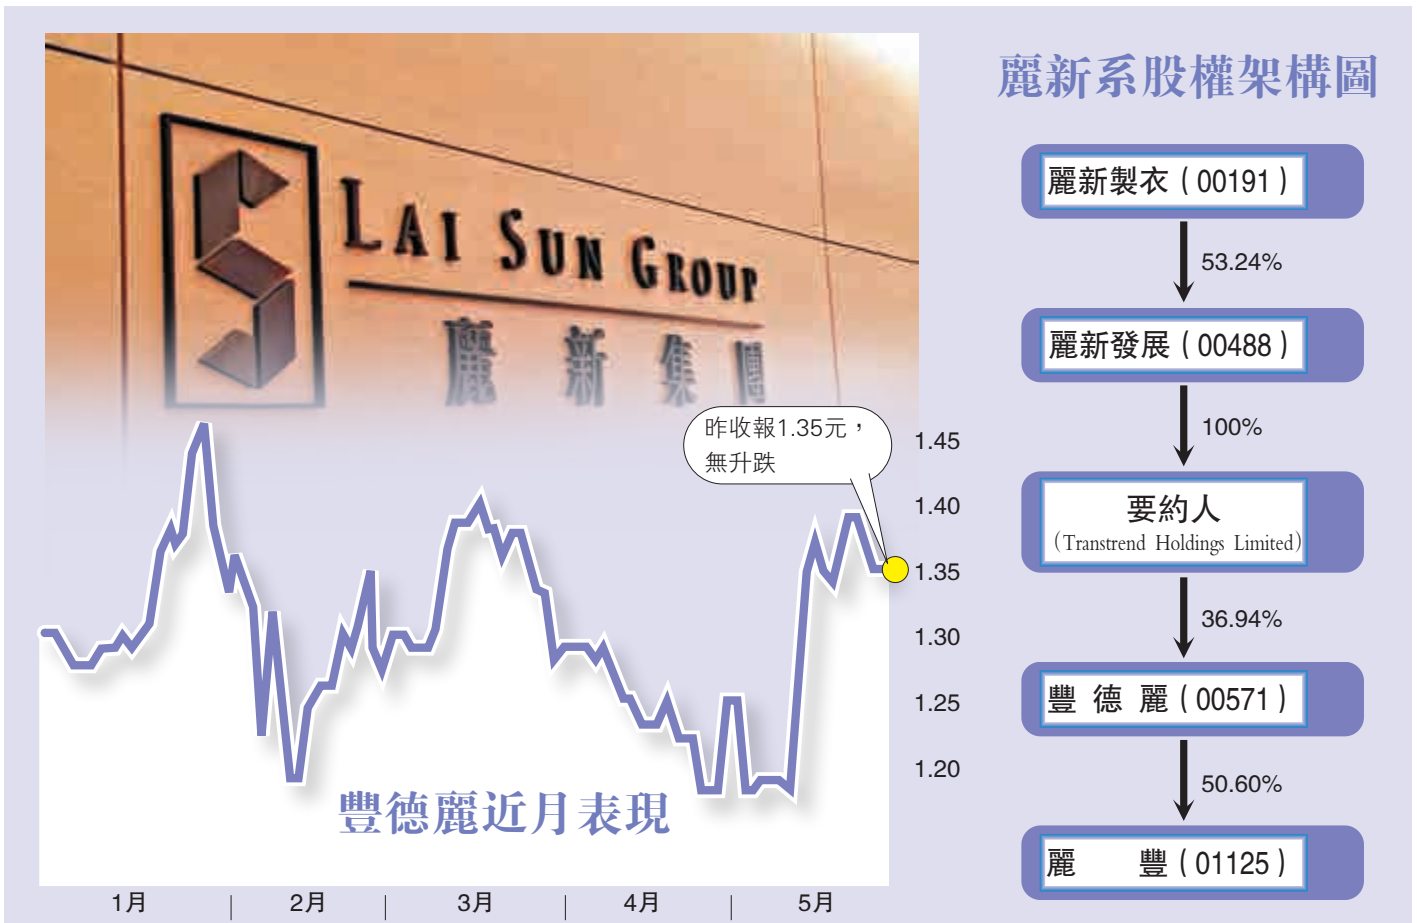 LAI SUN GROUP
麗新集團
昨收報1.35元，
無升跌
1.45
1.40
1.35
1.30
1.25
1.20
豐德麗近月表現
1月 2月 3月 4月 5月
麗新系股權架構圖
麗新製衣（00191）
53.24%
麗新發展（00488）
100%
要約人
（Transtrend Holdings Limited）
36.94%
豐德麗（00571）
50.60%
麗豐（01125）